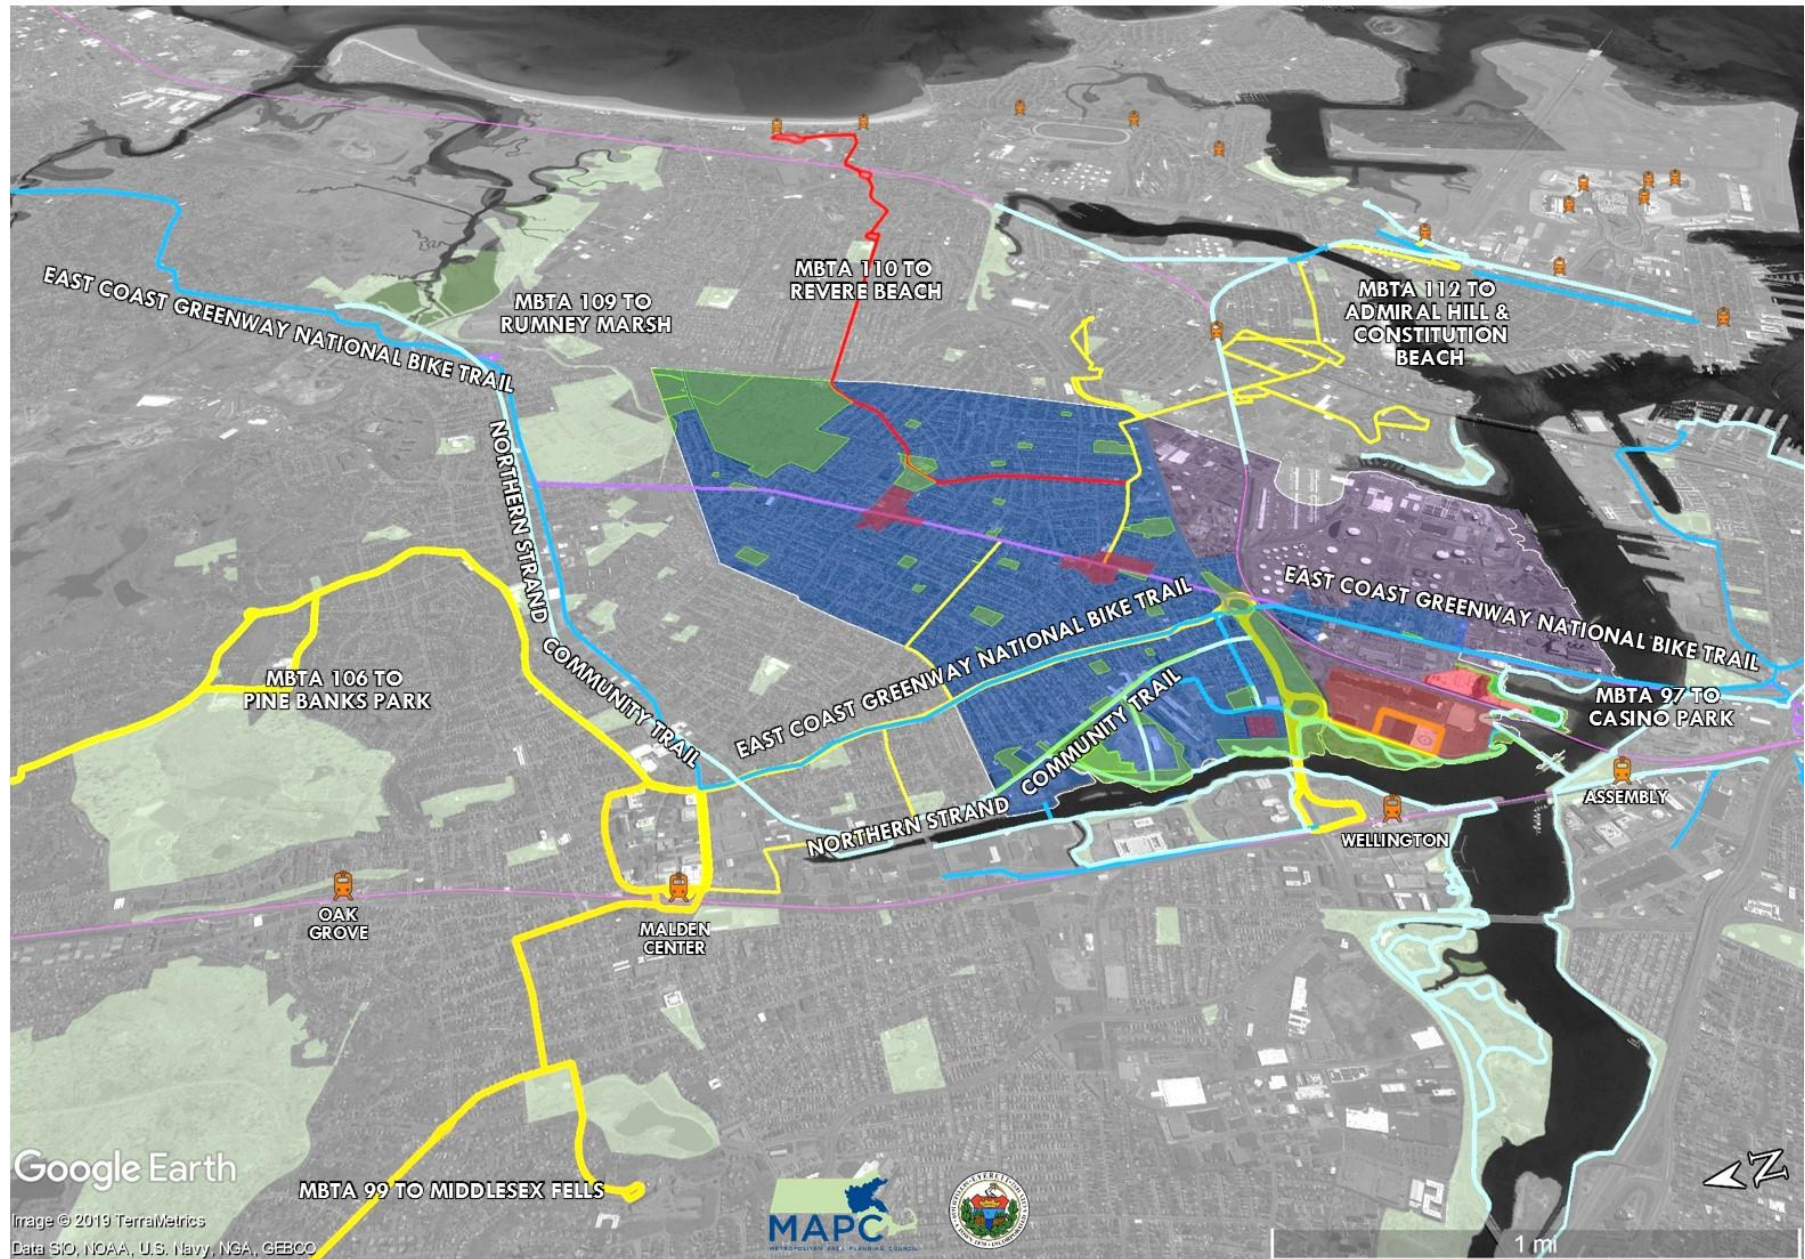 MBTA 110 TO
REVERE BEACH
MBTA 109 TO
RUMNEY MARSH
MBTA 112 TO
ADMIRAL HILL &
CONSTITUTION
BEACH
EAST COAST GREENWAY NATIONAL BIKE TRAIL
NORTHERN STRAND
COMMUNITY TRAIL
EAST COAST GREENWAY NATIONAL BIKE TRAIL
EAST COAST GREENWAY NATIONAL BIKE TRAIL
MBTA 106 TO
PINE BANKS PARK
MBTA 97 TO
CASINO PARK
NORTHERN STRAND
COMMUNITY TRAIL
ASSEMBLY
WELLINGTON
OAK
GROVE
MALDEN
CENTER
MBTA 99 TO MIDDLESEX FELLS
Google Earth
Image © 2019 TerraMetrics
Data SIO, NOAA, U.S. Navy, NGA, GEBCO
MAPC
METROPOLITAN AREA PLANNING COUNCIL
N
1 mi